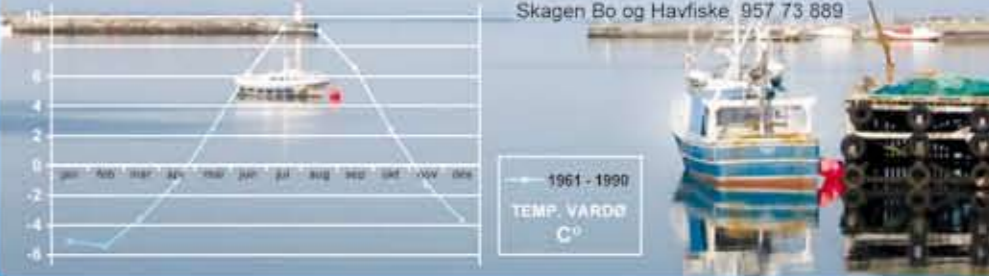 Skagen Bo og Havfiske 957 73 889
10
8
6
4
2
0
jan feb mar apr mai jun jul aug sep okt nov des
-2
-4
-6
1961 - 1990
TEMP. VARDØ
C°